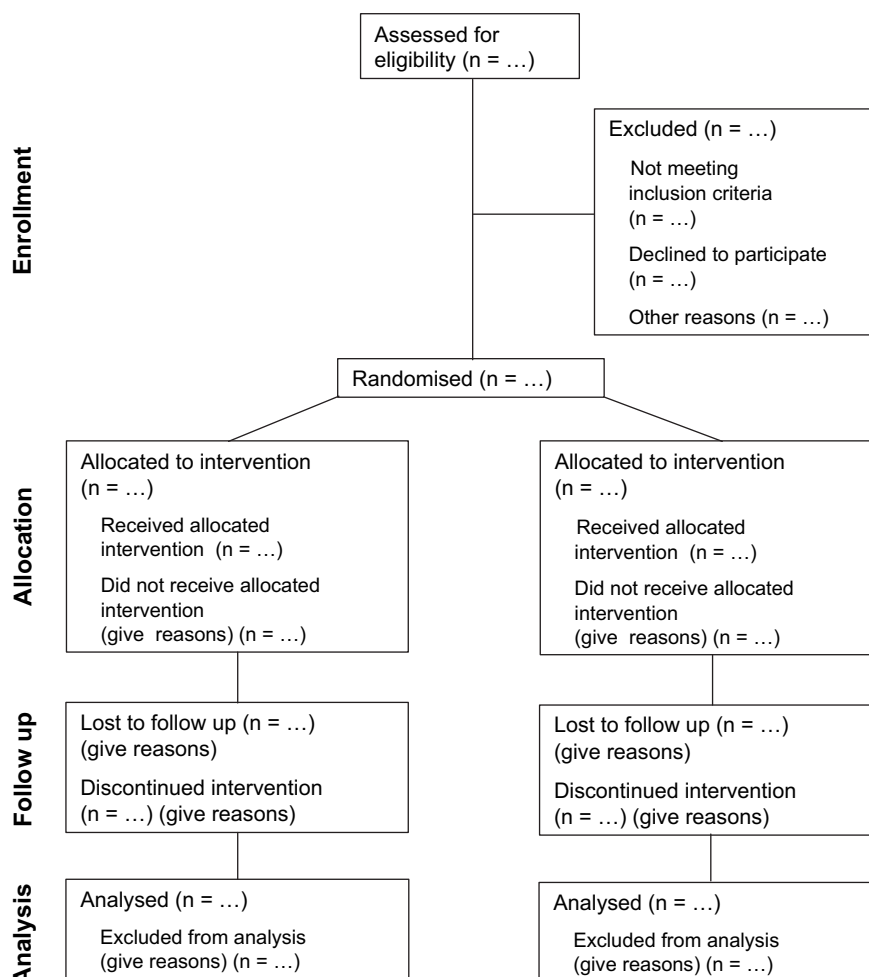 Assessed for
eligibility (n = …)
Enrollment
Excluded (n = …)
Not meeting
inclusion criteria
(n = …)
Declined to participate
(n = …)
Other reasons (n = …)
Randomised (n = …)
Allocation
Allocated to intervention
(n = …)
Received allocated
intervention (n = …)
Did not receive allocated
intervention
(give reasons) (n = …)
Allocated to intervention
(n = …)
Received allocated
intervention (n = …)
Did not receive allocated
intervention
(give reasons) (n = …)
Follow up
Lost to follow up (n = …)
(give reasons)
Discontinued intervention
(n = …) (give reasons)
Lost to follow up (n = …)
(give reasons)
Discontinued intervention
(n = …) (give reasons)
Analysis
Analysed (n = …)
Excluded from analysis
(give reasons) (n = …)
Analysed (n = …)
Excluded from analysis
(give reasons) (n = …)